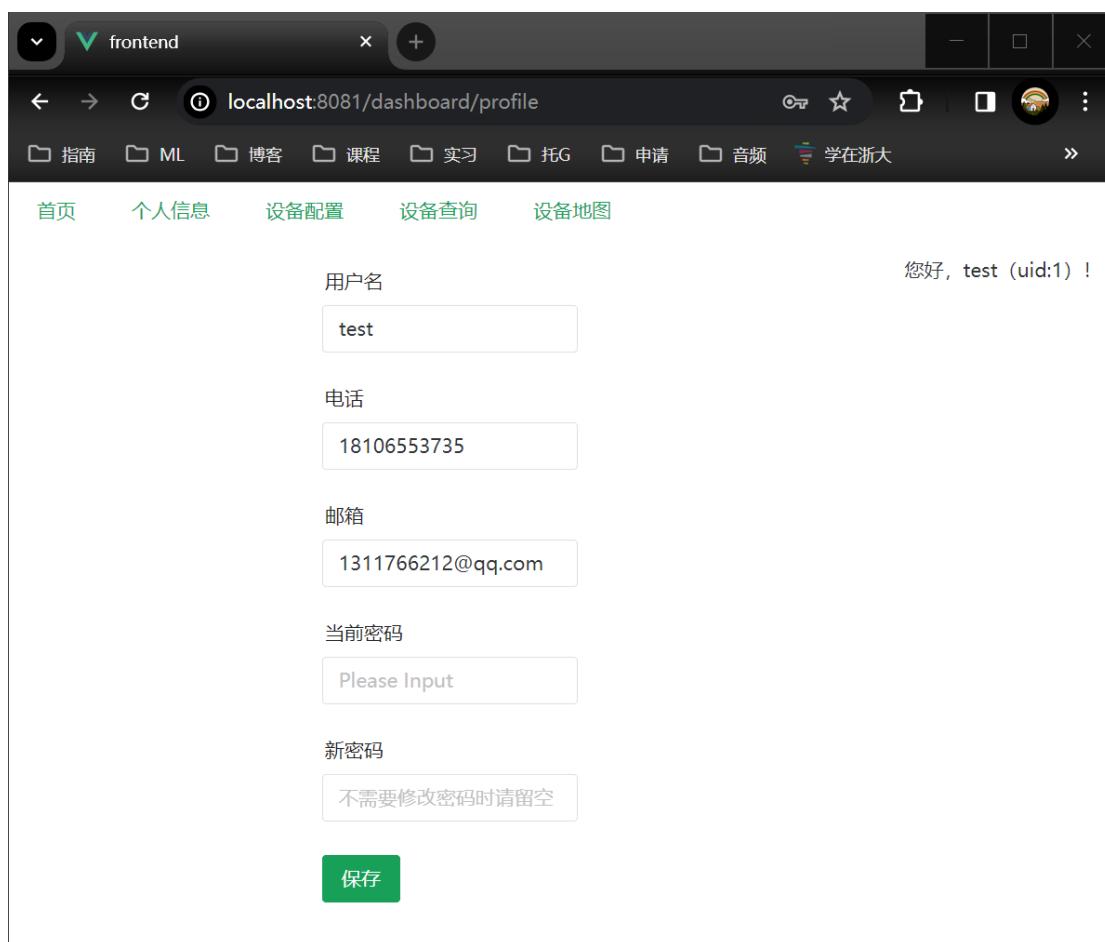 frontend
localhost:8081/dashboard/profile
指南 ML 博客 课程 实习 托G 申请 音频 学在浙大
首页 个人信息 设备配置 设备查询 设备地图
您好，test（uid:1）！
用户名
test
电话
18106553735
邮箱
1311766212@qq.com
当前密码
Please Input
新密码
不需要修改密码时请留空
保存